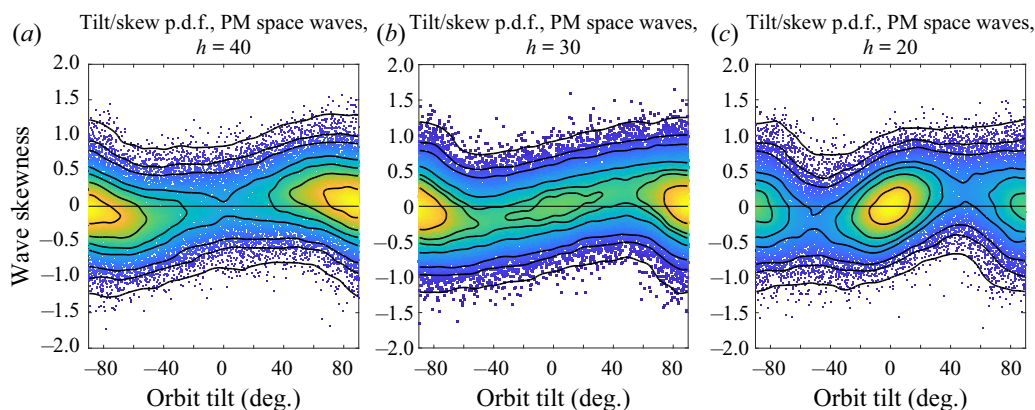 (a) Tilt/skew p.d.f., PM space waves,
h = 40
(b) Tilt/skew p.d.f., PM space waves,
h = 30
(c) Tilt/skew p.d.f., PM space waves,
h = 20
Wave skewness
2.0
1.5
1.0
0.5
0
−0.5
−1.0
−1.5
−2.0
−80 −40 0 40 80
Orbit tilt (deg.)
2.0
1.5
1.0
0.5
0
−0.5
−1.0
−1.5
−2.0
−80 −40 0 40 80
Orbit tilt (deg.)
2.0
1.5
1.0
0.5
0
−0.5
−1.0
−1.5
−2.0
−80 −40 0 40 80
Orbit tilt (deg.)